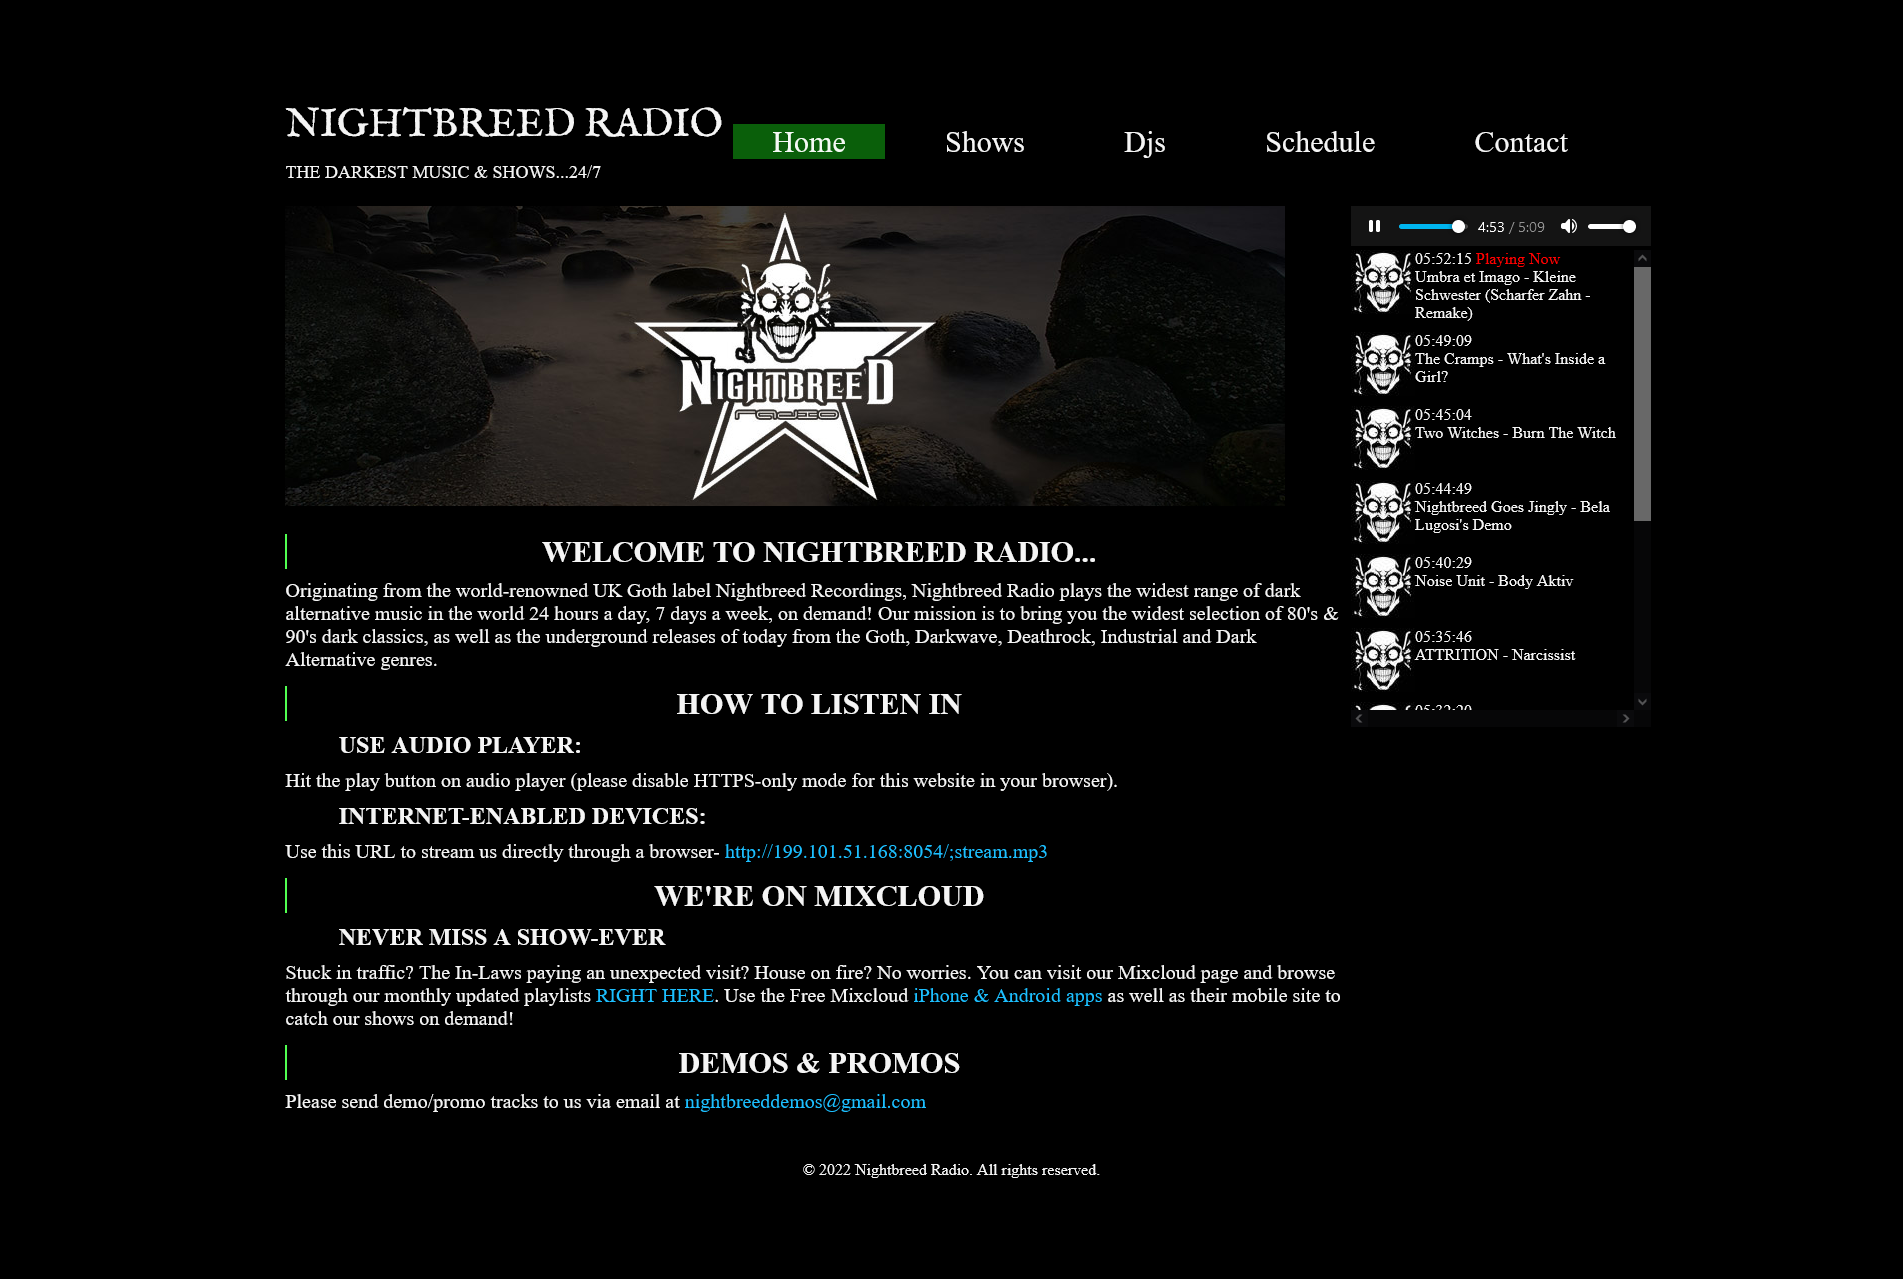 NIGHTBREED RADIO
THE DARKEST MUSIC & SHOWS...24/7
Home
Shows
Djs
Schedule
Contact
NIGHTBREED
RADIO
4:53 / 5:09
05:52:15 Playing Now
Umbra et Imago - Kleine
Schwester (Scharfer Zahn -
Remake)
05:49:09
The Cramps - What's Inside a
Girl?
05:45:04
Two Witches - Burn The Witch
05:44:49
Nightbreed Goes Jingly - Bela
Lugosi's Demo
05:40:29
Noise Unit - Body Aktiv
05:35:46
ATTRITION - Narcissist
WELCOME TO NIGHTBREED RADIO...
Originating from the world-renowned UK Goth label Nightbreed Recordings, Nightbreed Radio plays the widest range of dark
alternative music in the world 24 hours a day, 7 days a week, on demand! Our mission is to bring you the widest selection of 80's &
90's dark classics, as well as the underground releases of today from the Goth, Darkwave, Deathrock, Industrial and Dark
Alternative genres.
HOW TO LISTEN IN
USE AUDIO PLAYER:
Hit the play button on audio player (please disable HTTPS-only mode for this website in your browser).
INTERNET-ENABLED DEVICES:
Use this URL to stream us directly through a browser- http://199.101.51.168:8054/;stream.mp3
WE'RE ON MIXCLOUD
NEVER MISS A SHOW-EVER
Stuck in traffic? The In-Laws paying an unexpected visit? House on fire? No worries. You can visit our Mixcloud page and browse
through our monthly updated playlists RIGHT HERE. Use the Free Mixcloud iPhone & Android apps as well as their mobile site to
catch our shows on demand!
DEMOS & PROMOS
Please send demo/promo tracks to us via email at nightbreeddemos@gmail.com
© 2022 Nightbreed Radio. All rights reserved.